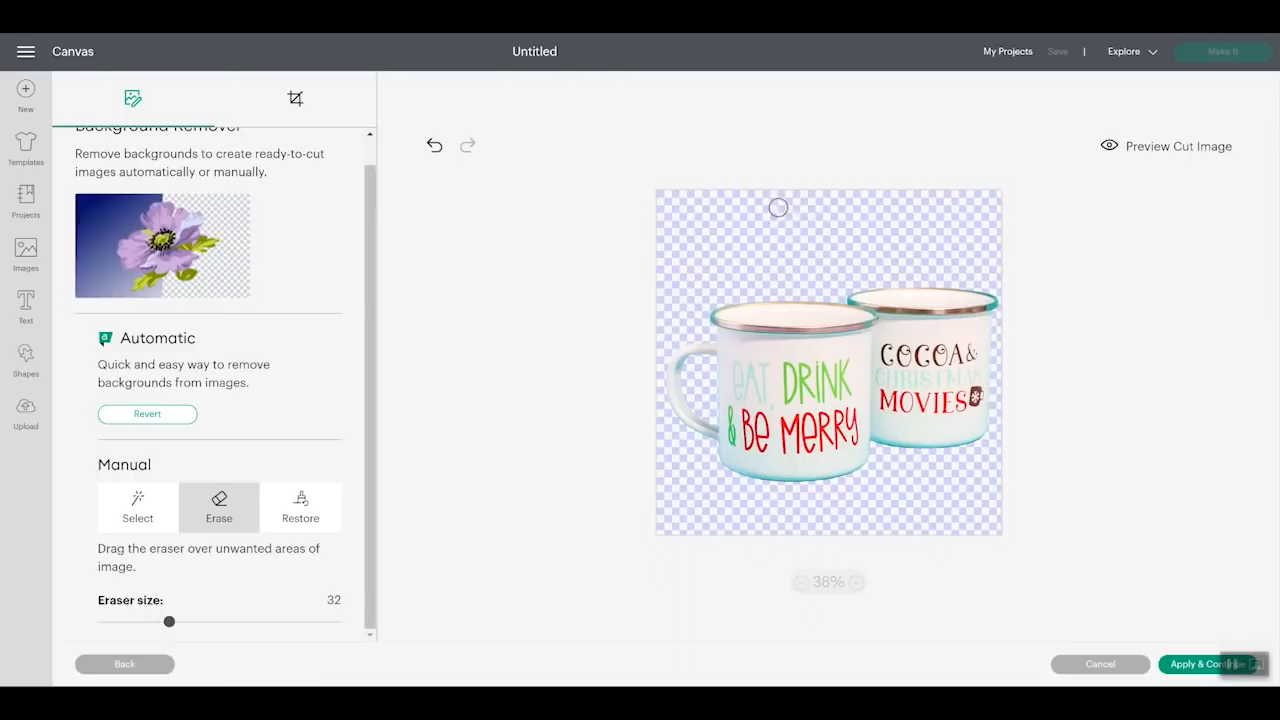 Canvas
Untitled
My Projects
Save
|
Explore
Make It
New
Templates
Projects
Images
Text
Shapes
Upload
Background Remover
Remove backgrounds to create ready-to-cut
images automatically or manually.
a
Automatic
Quick and easy way to remove
backgrounds from images.
Revert
Manual
Select
Erase
Restore
Drag the eraser over unwanted areas of
image.
Eraser size:
32
Back
Preview Cut Image
EAT, DRINK
& BE MERRY
COCOA &
CHRISTMAS
MOVIES
38%
Cancel
Apply & Continue